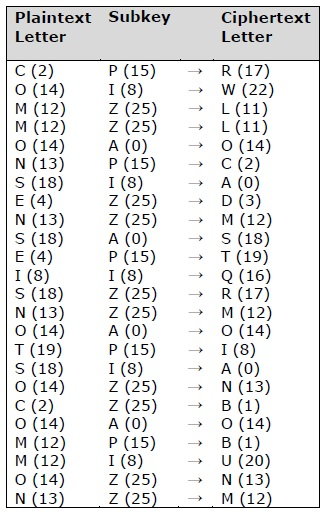 Plaintext Letter Subkey Ciphertext Letter
C (2) P (15) → R (17)
O (14) I (8) → W (22)
M (12) Z (25) → L (11)
M (12) Z (25) → L (11)
O (14) A (0) → O (14)
N (13) P (15) → C (2)
S (18) I (8) → A (0)
E (4) Z (25) → D (3)
N (13) Z (25) → M (12)
S (18) A (0) → S (18)
E (4) P (15) → T (19)
I (8) I (8) → Q (16)
S (18) Z (25) → R (17)
N (13) Z (25) → M (12)
O (14) A (0) → O (14)
T (19) P (15) → I (8)
S (18) I (8) → A (0)
O (14) Z (25) → N (13)
C (2) Z (25) → B (1)
O (14) A (0) → O (14)
M (12) P (15) → B (1)
M (12) I (8) → U (20)
O (14) Z (25) → N (13)
N (13) Z (25) → M (12)